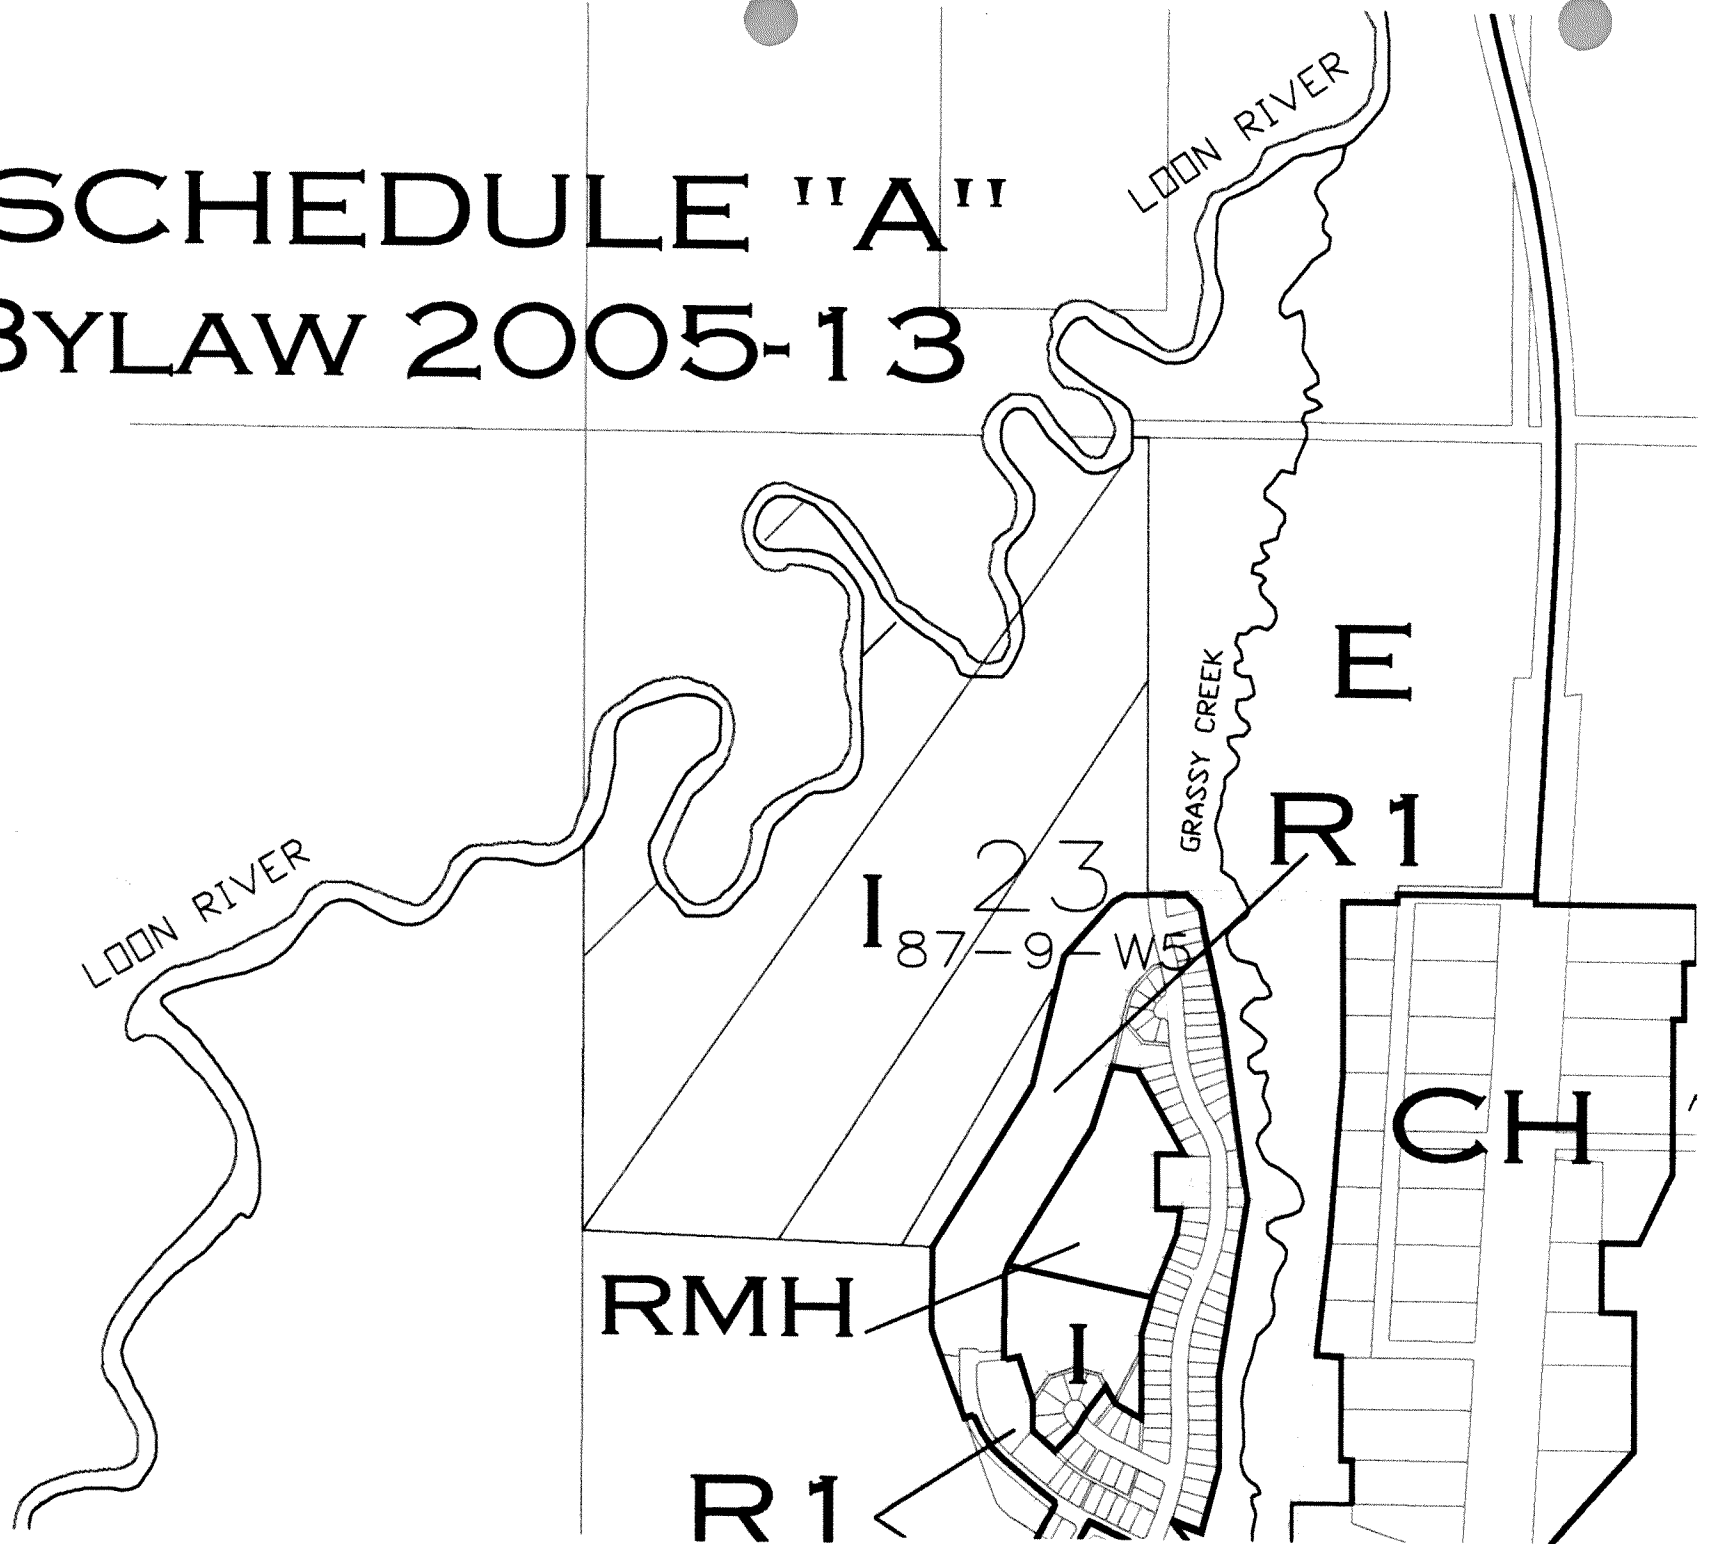 LOON RIVER
SCHEDULE "A"
BYLAW 2005-13
E
GRASSY CREEK
R1
23
I
87-9-W5
LOON RIVER
CH
RMH
I
R1